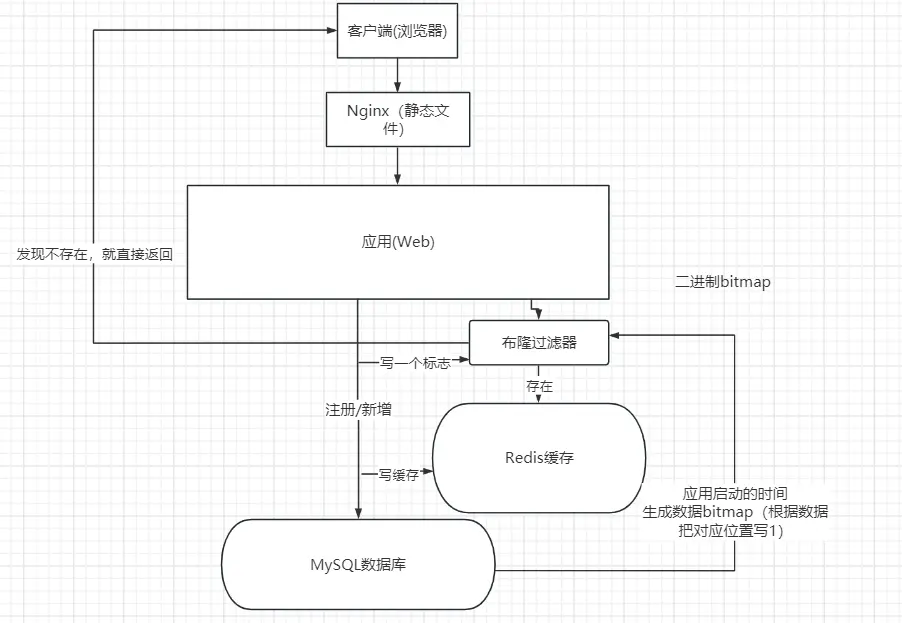 客户端(浏览器)
Nginx（静态文
件）
应用(Web)
发现不存在，就直接返回
二进制bitmap
布隆过滤器
写一个标志
存在
注册/新增
Redis缓存
写缓存
应用启动的时间
生成数据bitmap（根据数据
把对应位置写1）
MySQL数据库